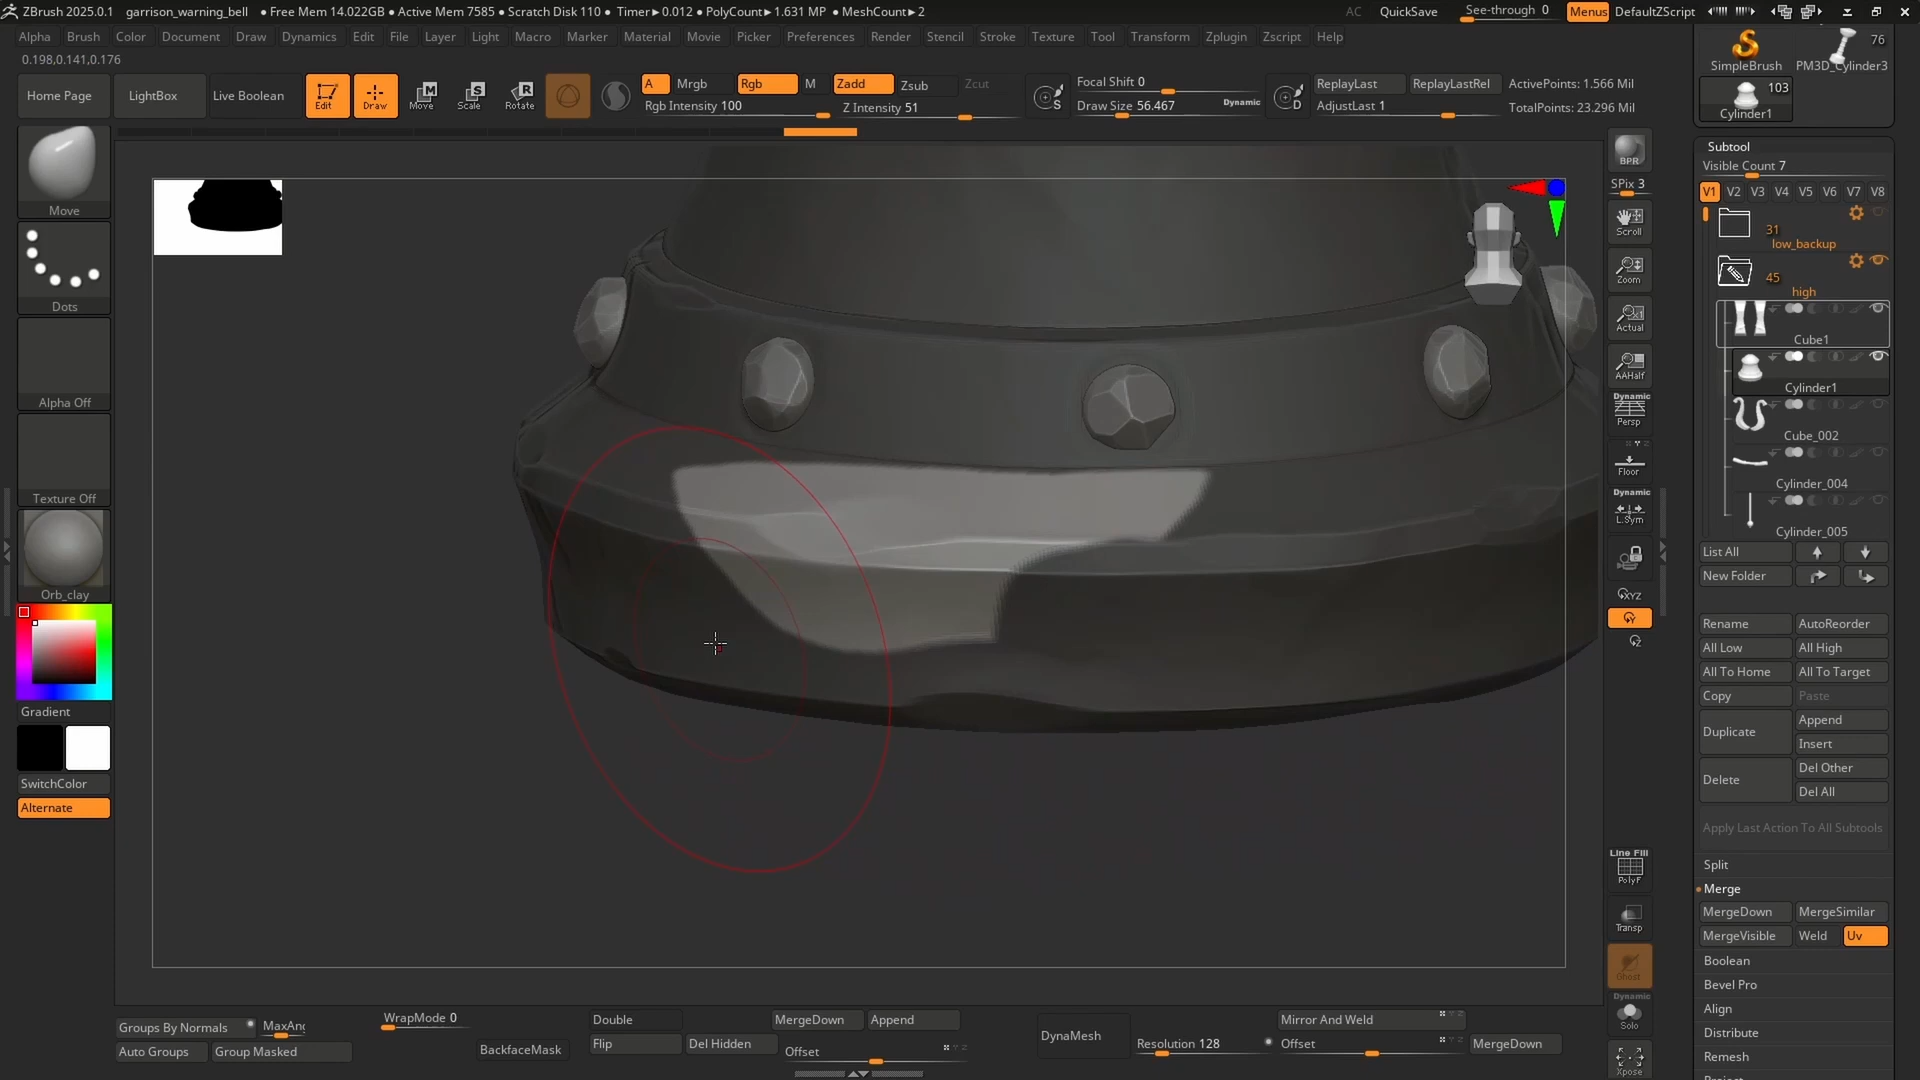 ZBrush 2025.0.1 garrison_warning_bell ● Free Mem 14.022GB ● Active Mem 7585 ● Scratch Disk 110 ● Timer►0.012 ● PolyCount►1.631 MP ● MeshCount►2 AC QuickSave See-through 0 Menus DefaultZScript
Alpha Brush Color Document Draw Dynamics Edit File Layer Light Macro Marker Material Movie Picker Preferences Render Stencil Stroke Texture Tool Transform Zplugin Zscript Help
0.198,0.141,0.176
Home Page LightBox Live Boolean Edit Draw Move Scale Rotate
A Mrgb Rgb M Zadd Zsub Zcut
Rgb Intensity 100 Z Intensity 51
S Focal Shift 0
Draw Size 56.467 Dynamic
D ReplayLast ReplayLastRel ActivePoints: 1.566 Mil
AdjustLast 1 TotalPoints: 23.296 Mil
SimpleBrush PM3D_Cylinder3 76
103
Cylinder1
Move
Dots
Alpha Off
Texture Off
Orb_clay
Gradient
SwitchColor
Alternate
BPR
SPix 3
Scroll
Zoom
Actual
AAHalf
Dynamic
Persp
Floor
Dynamic
L.Sym
XYZ
Y
Z
Line Fill
PolyF
Transp
Ghost
Dynamic
Solo
Xpose
Subtool
Visible Count 7
V1 V2 V3 V4 V5 V6 V7 V8
31
low_backup
45
high
Cube1
Cylinder1
Cube_002
Cylinder_004
Cylinder_005
List All
New Folder
Rename AutoReorder
All Low All High
All To Home All To Target
Copy Paste
Duplicate Append
Insert
Delete Del Other
Del All
Apply Last Action To All Subtools
Split
Merge
MergeDown MergeSimilar
MergeVisible Weld Uv
Boolean
Bevel Pro
Align
Distribute
Remesh
Project
Groups By Normals MaxAng WrapMode 0 Double MergeDown Append DynaMesh Mirror And Weld
Auto Groups Group Masked BackfaceMask Flip Del Hidden Offset Resolution 128 Offset MergeDown